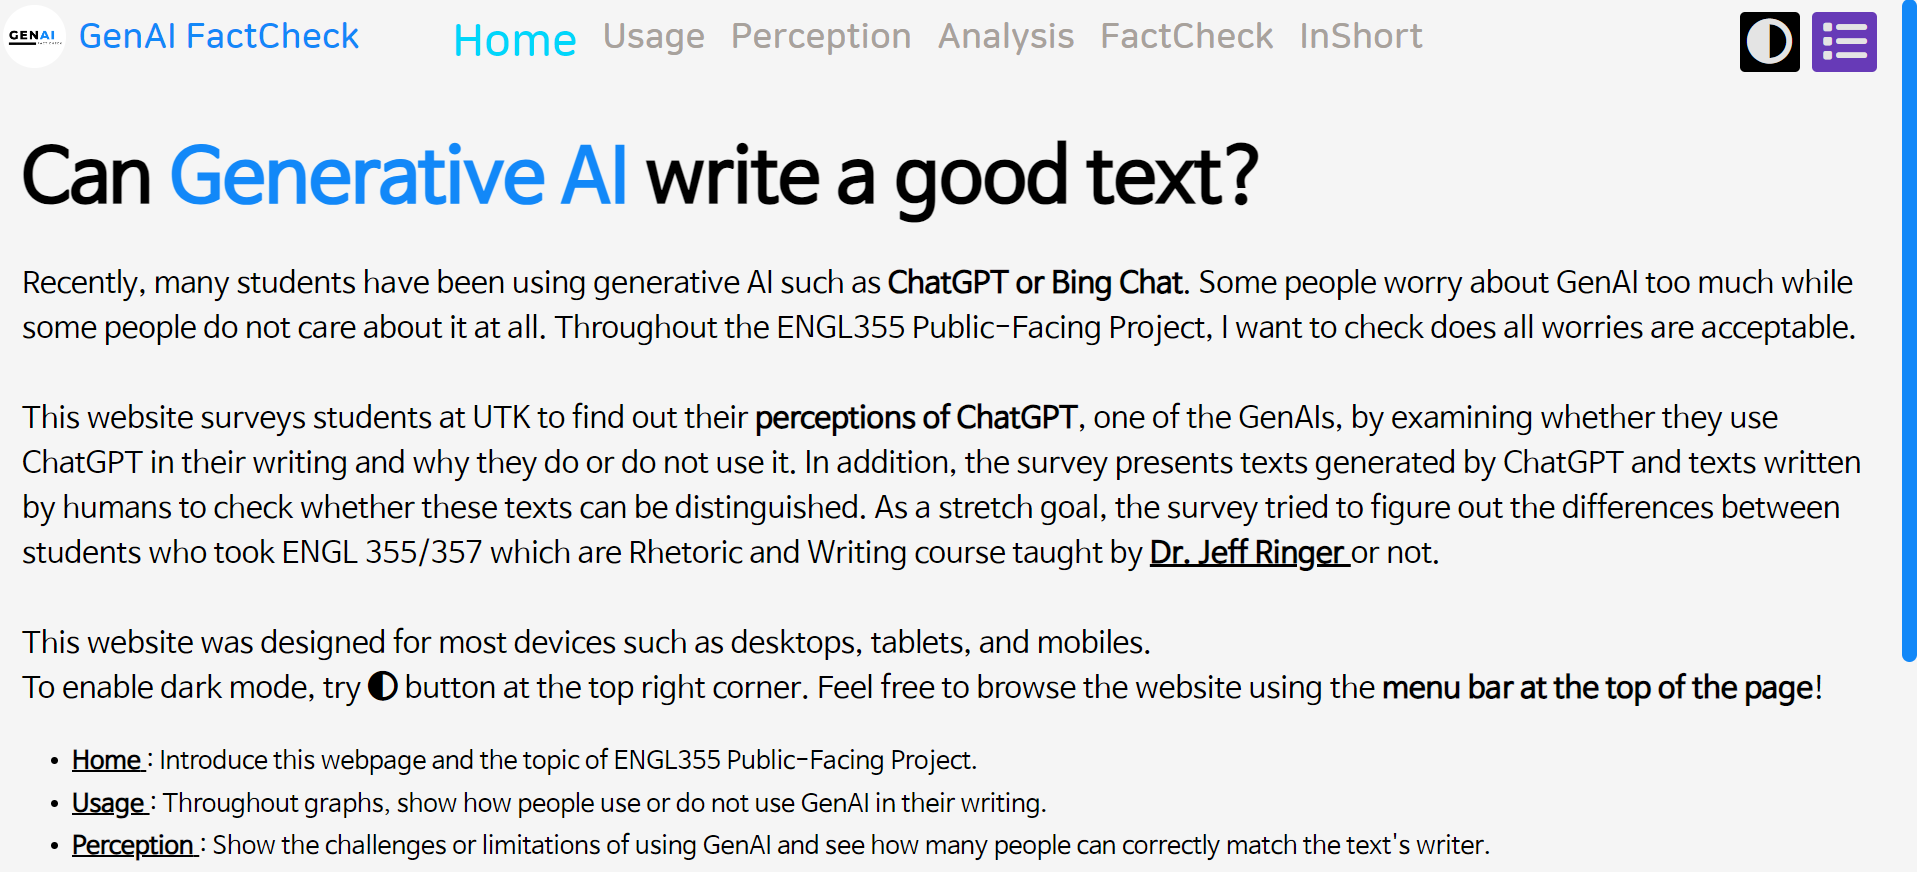 GENAI
GenAI FactCheck
Home Usage Perception Analysis FactCheck InShort
Can Generative AI write a good text?
Recently, many students have been using generative AI such as ChatGPT or Bing Chat. Some people worry about GenAI too much while
some people do not care about it at all. Throughout the ENGL355 Public-Facing Project, I want to check does all worries are acceptable.
This website surveys students at UTK to find out their perceptions of ChatGPT, one of the GenAIs, by examining whether they use
ChatGPT in their writing and why they do or do not use it. In addition, the survey presents texts generated by ChatGPT and texts written
by humans to check whether these texts can be distinguished. As a stretch goal, the survey tried to figure out the differences between
students who took ENGL 355/357 which are Rhetoric and Writing course taught by Dr. Jeff Ringer or not.
This website was designed for most devices such as desktops, tablets, and mobiles.
To enable dark mode, try button at the top right corner. Feel free to browse the website using the menu bar at the top of the page!
• Home : Introduce this webpage and the topic of ENGL355 Public-Facing Project.
• Usage : Throughout graphs, show how people use or do not use GenAI in their writing.
• Perception : Show the challenges or limitations of using GenAI and see how many people can correctly match the text's writer.